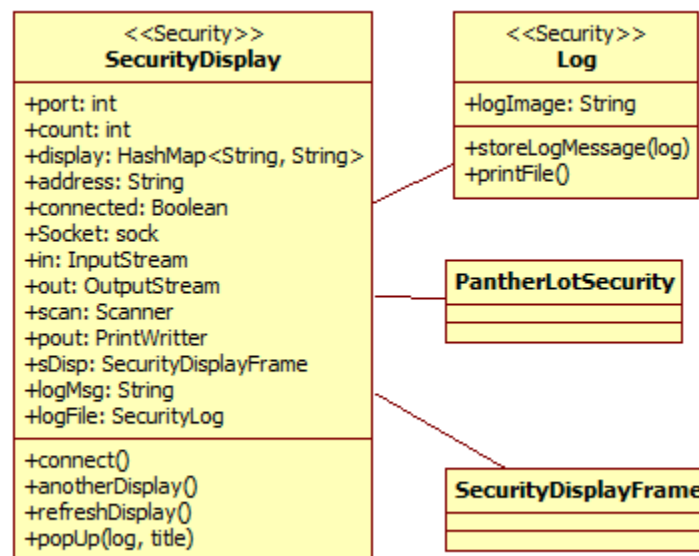 <<Security>>
SecurityDisplay
+port: int
+count: int
+display: HashMap<String, String>
+address: String
+connected: Boolean
+Socket: sock
+in: InputStream
+out: OutputStream
+scan: Scanner
+pout: PrintWritter
+sDisp: SecurityDisplayFrame
+logMsg: String
+logFile: SecurityLog
+connect()
+anotherDisplay()
+refreshDisplay()
+popUp(log, title)
<<Security>>
Log
+logImage: String
+storeLogMessage(log)
+printFile()
PantherLotSecurity
SecurityDisplayFrame